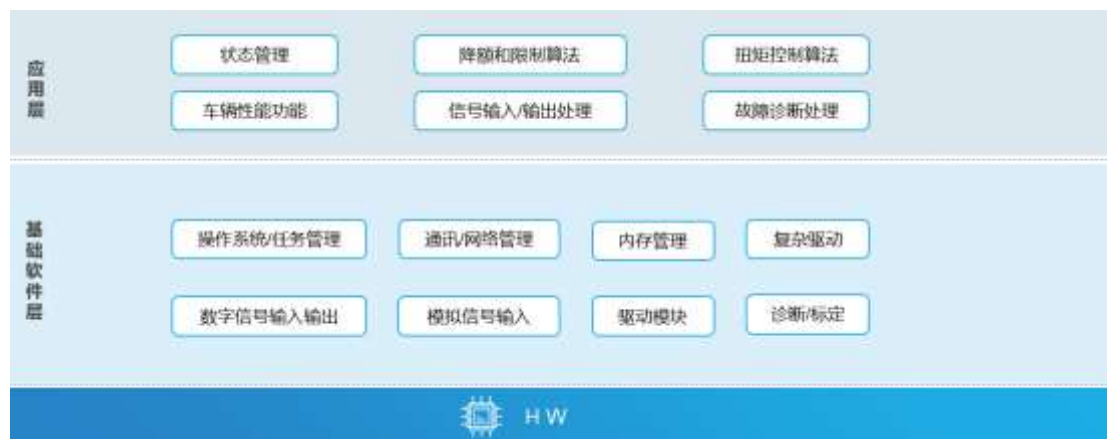 应用层
状态管理
降额和限制算法
扭矩控制算法
车辆性能功能
信号输入/输出处理
故障诊断处理
基础软件层
操作系统/任务管理
通讯/网络管理
内存管理
复杂驱动
数字信号输入输出
模拟信号输入
驱动模块
诊断/标定
HW